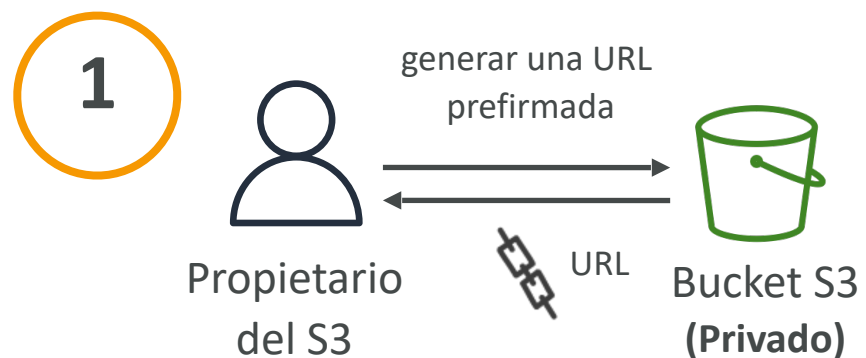 1
generar una URL
prefirmada
URL
Propietario
del S3
Bucket S3
(Privado)